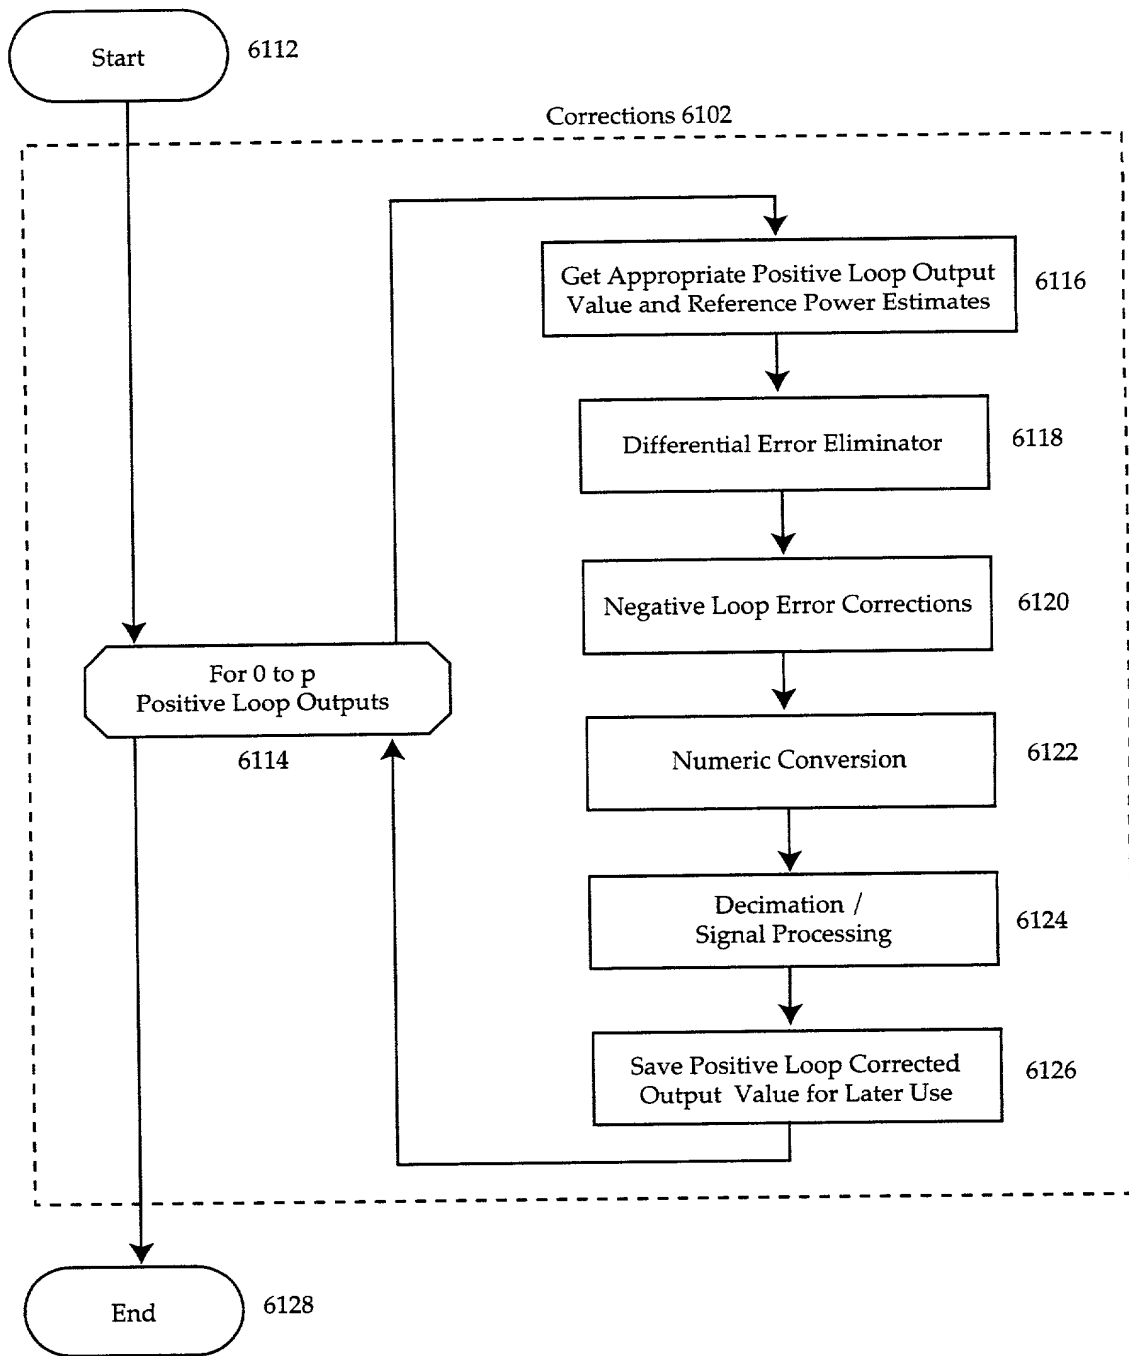 Start
6112
Corrections 6102
Get Appropriate Positive Loop Output
Value and Reference Power Estimates
6116
Differential Error Eliminator
6118
Negative Loop Error Corrections
6120
For 0 to p
Positive Loop Outputs
6114
Numeric Conversion
6122
Decimation /
Signal Processing
6124
Save Positive Loop Corrected
Output Value for Later Use
6126
End
6128